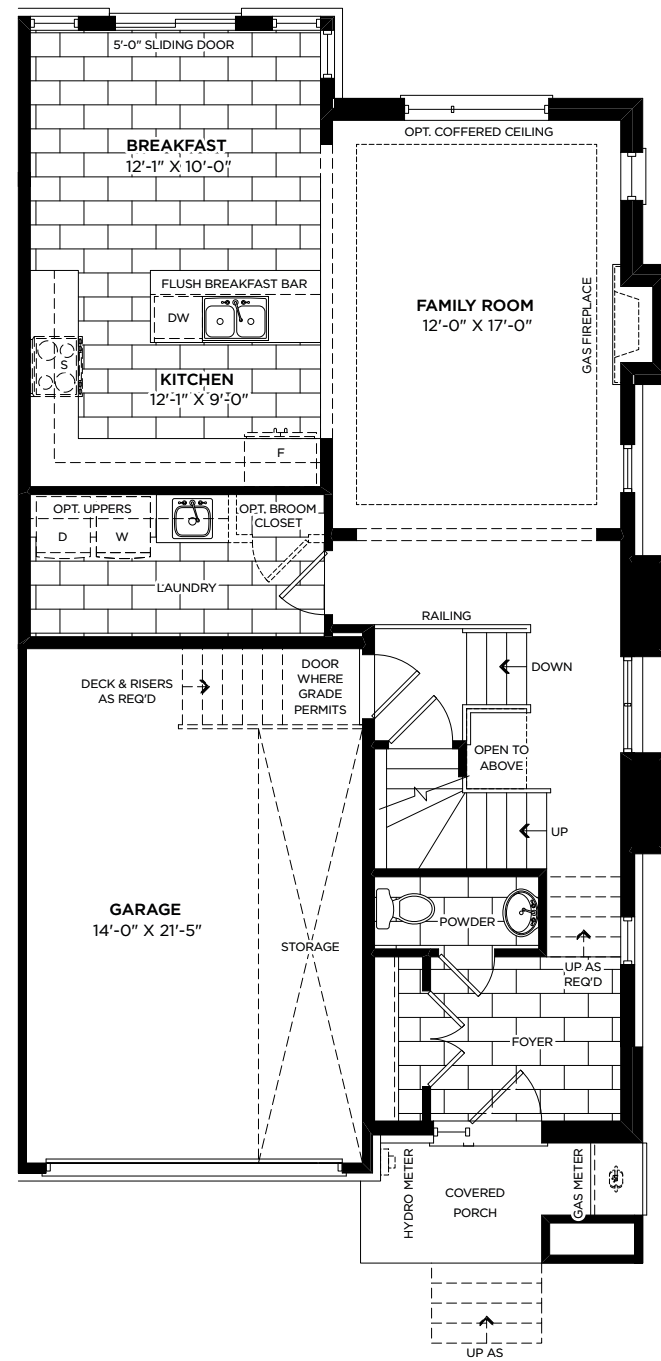 5'-0" SLIDING DOOR
OPT. COFFERED CEILING
BREAKFAST
12'-1" X 10'-0"
FLUSH BREAKFAST BAR
DW
FAMILY ROOM
12'-0" X 17'-0"
GAS FIREPLACE
S
KITCHEN
12'-1" X 9'-0"
F
OPT. UPPERS
D
W
OPT. BROOM
CLOSET
LAUNDRY
RAILING
DECK & RISERS
AS REQ'D
DOOR
WHERE
GRADE
PERMITS
DOWN
OPEN TO
ABOVE
UP
GARAGE
14'-0" X 21'-5"
STORAGE
POWDER
UP AS
REQ'D
FOYER
HYDRO METER
COVERED
PORCH
GAS METER
UP AS